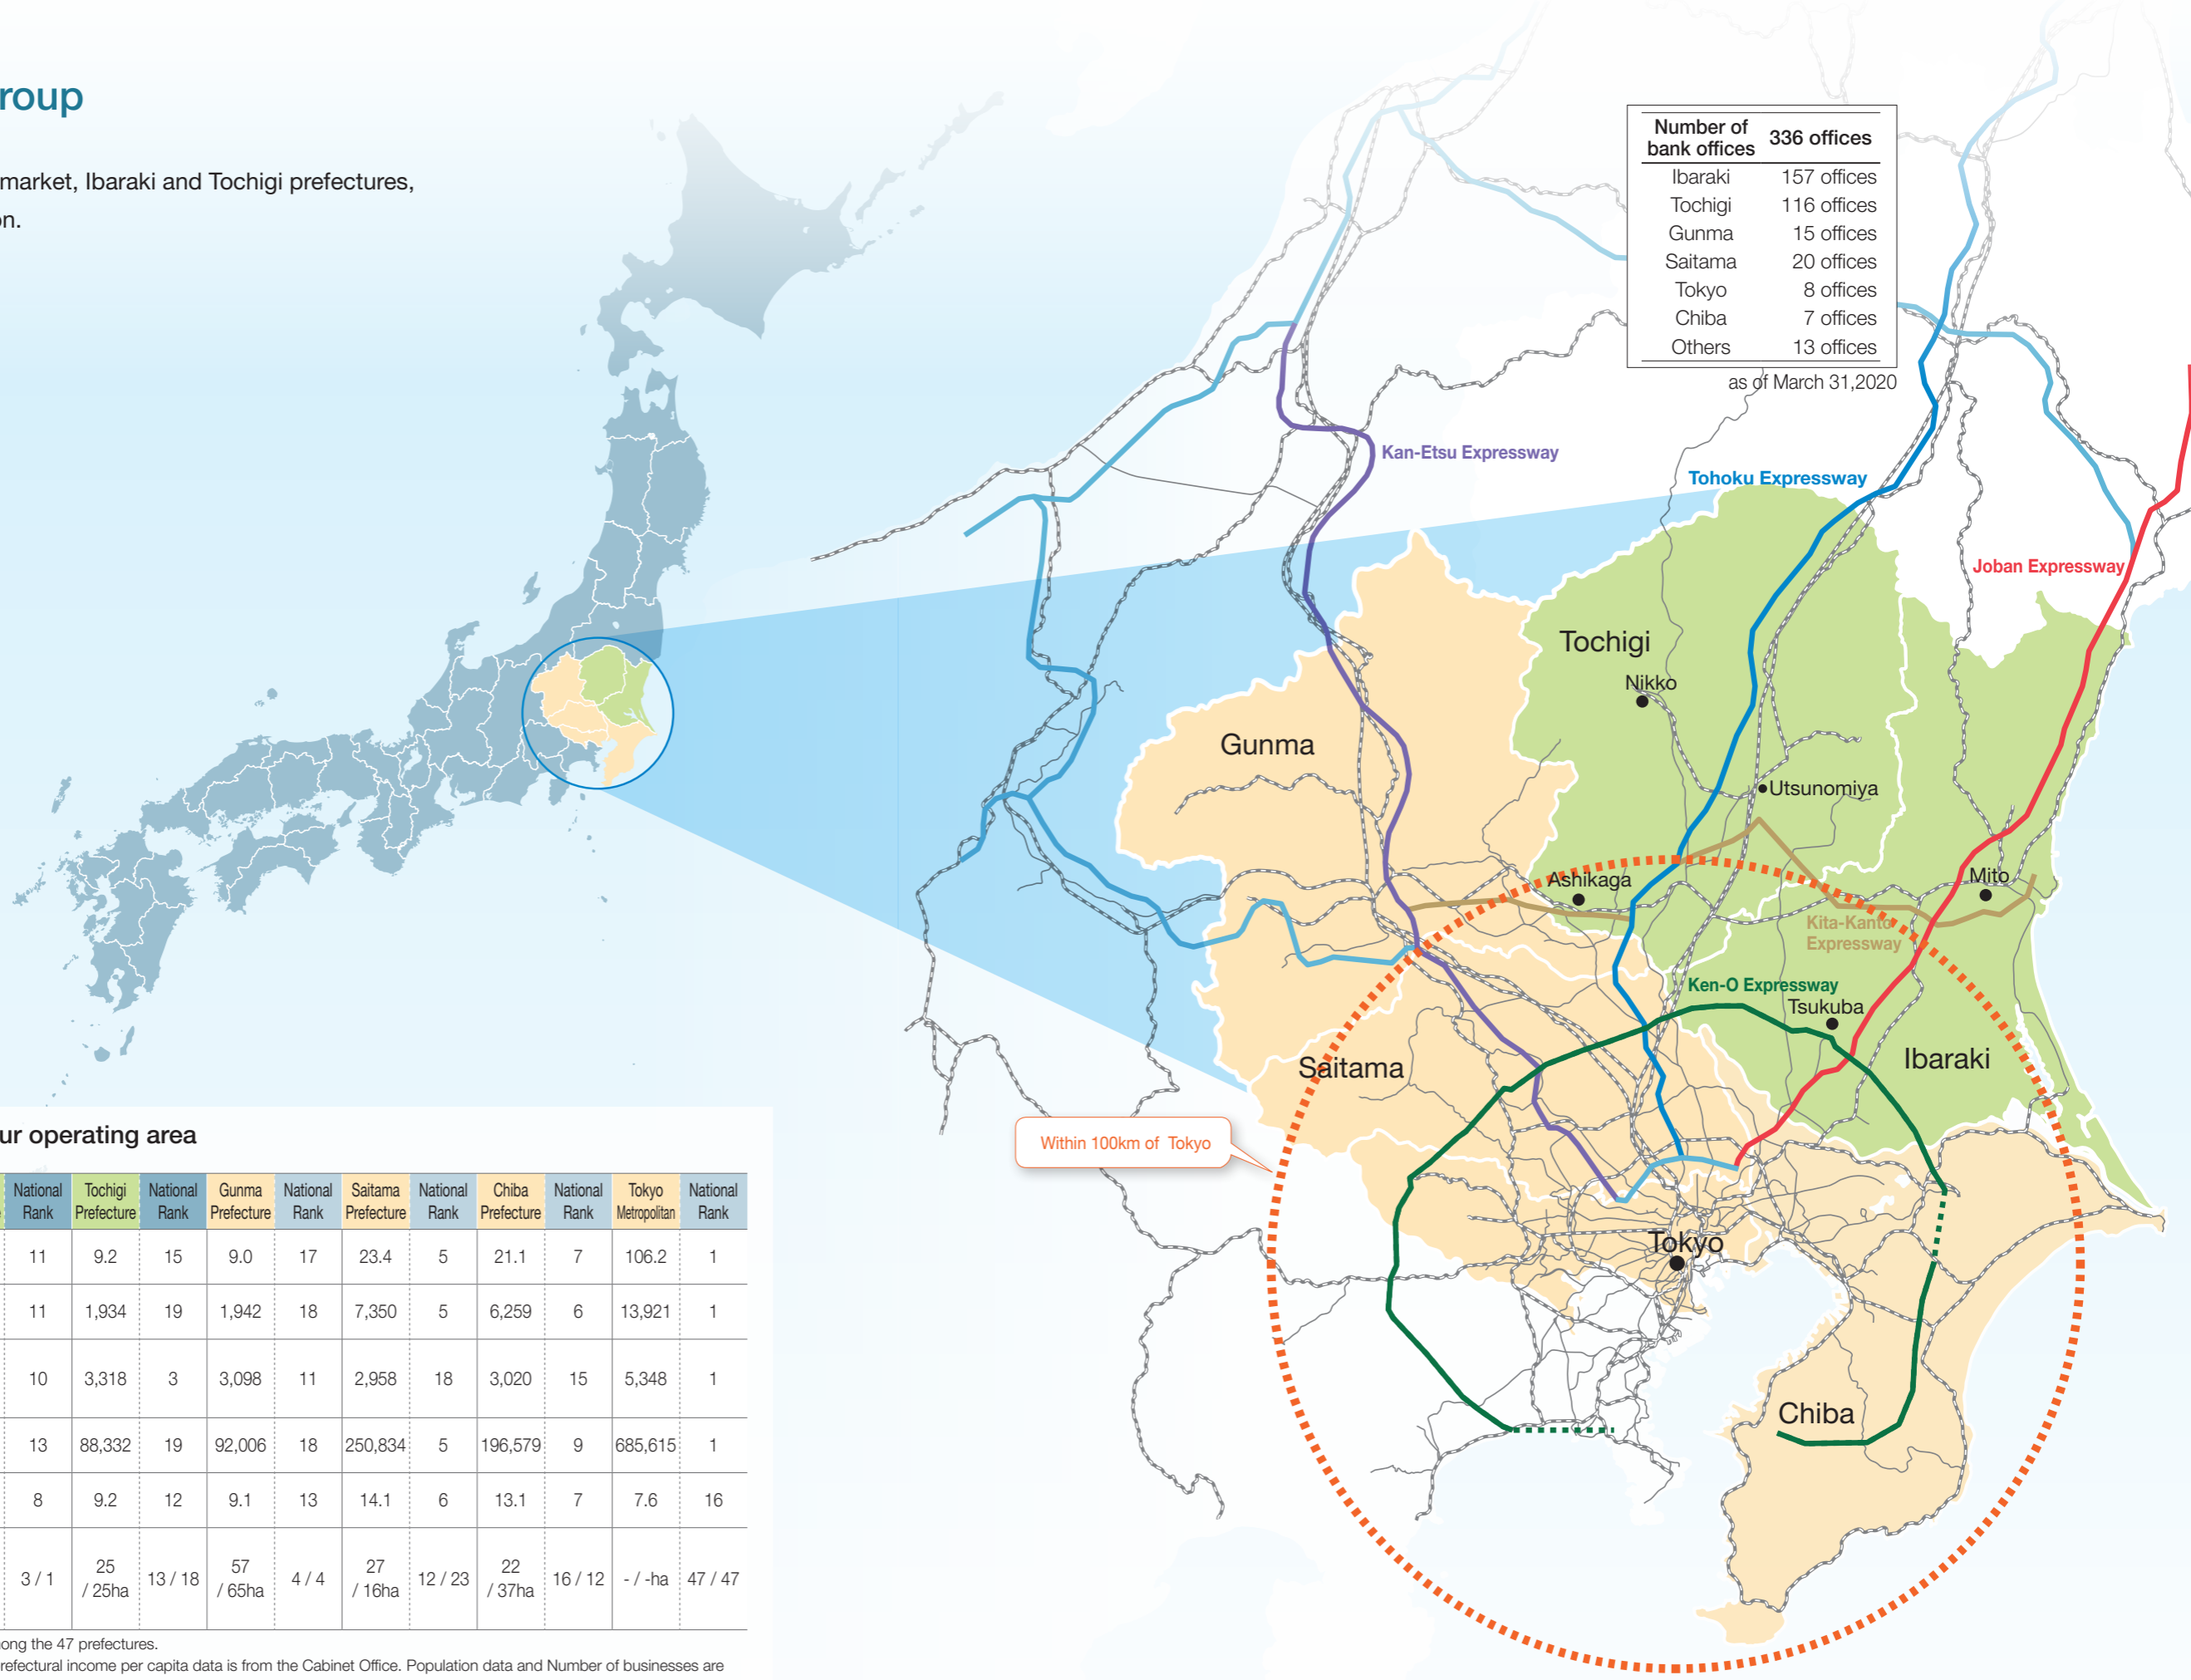 roup
market, Ibaraki and Tochigi prefectures,
on.
Number of bank offices 336 offices
Ibaraki 157 offices
Tochigi 116 offices
Gunma 15 offices
Saitama 20 offices
Tokyo 8 offices
Chiba 7 offices
Others 13 offices
as of March 31,2020
Kan-Etsu Expressway
Tohoku Expressway
Joban Expressway
Tochigi
Nikko
Gunma
Utsunomiya
Ashikaga
Mito
Kita-Kanto
Expressway
Ken-O Expressway
Tsukuba
Ibaraki
Saitama
Within 100km of Tokyo
Tokyo
Chiba
ur operating area
National Rank Tochigi Prefecture National Rank Gunma Prefecture National Rank Saitama Prefecture National Rank Chiba Prefecture National Rank Tokyo Metropolitan National Rank
11 9.2 15 9.0 17 23.4 5 21.1 7 106.2 1
11 1,934 19 1,942 18 7,350 5 6,259 6 13,921 1
10 3,318 3 3,098 11 2,958 18 3,020 15 5,348 1
13 88,332 19 92,006 18 250,834 5 196,579 9 685,615 1
8 9.2 12 9.1 13 14.1 6 13.1 7 7.6 16
3 / 1 25 / 25ha 13 / 18 57 / 65ha 4 / 4 27 / 16ha 12 / 23 22 / 37ha 16 / 12 - / -ha 47 / 47
ong the 47 prefectures.
refectural income per capita data is from the Cabinet Office. Population data and Number of businesses are